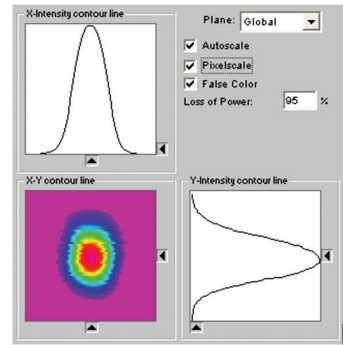 X-Intensity contour line
Plane: Global
Autoscale
Pixelscale
False Color
Loss of Power: 95 %
X-Y contour line
Y-Intensity contour line